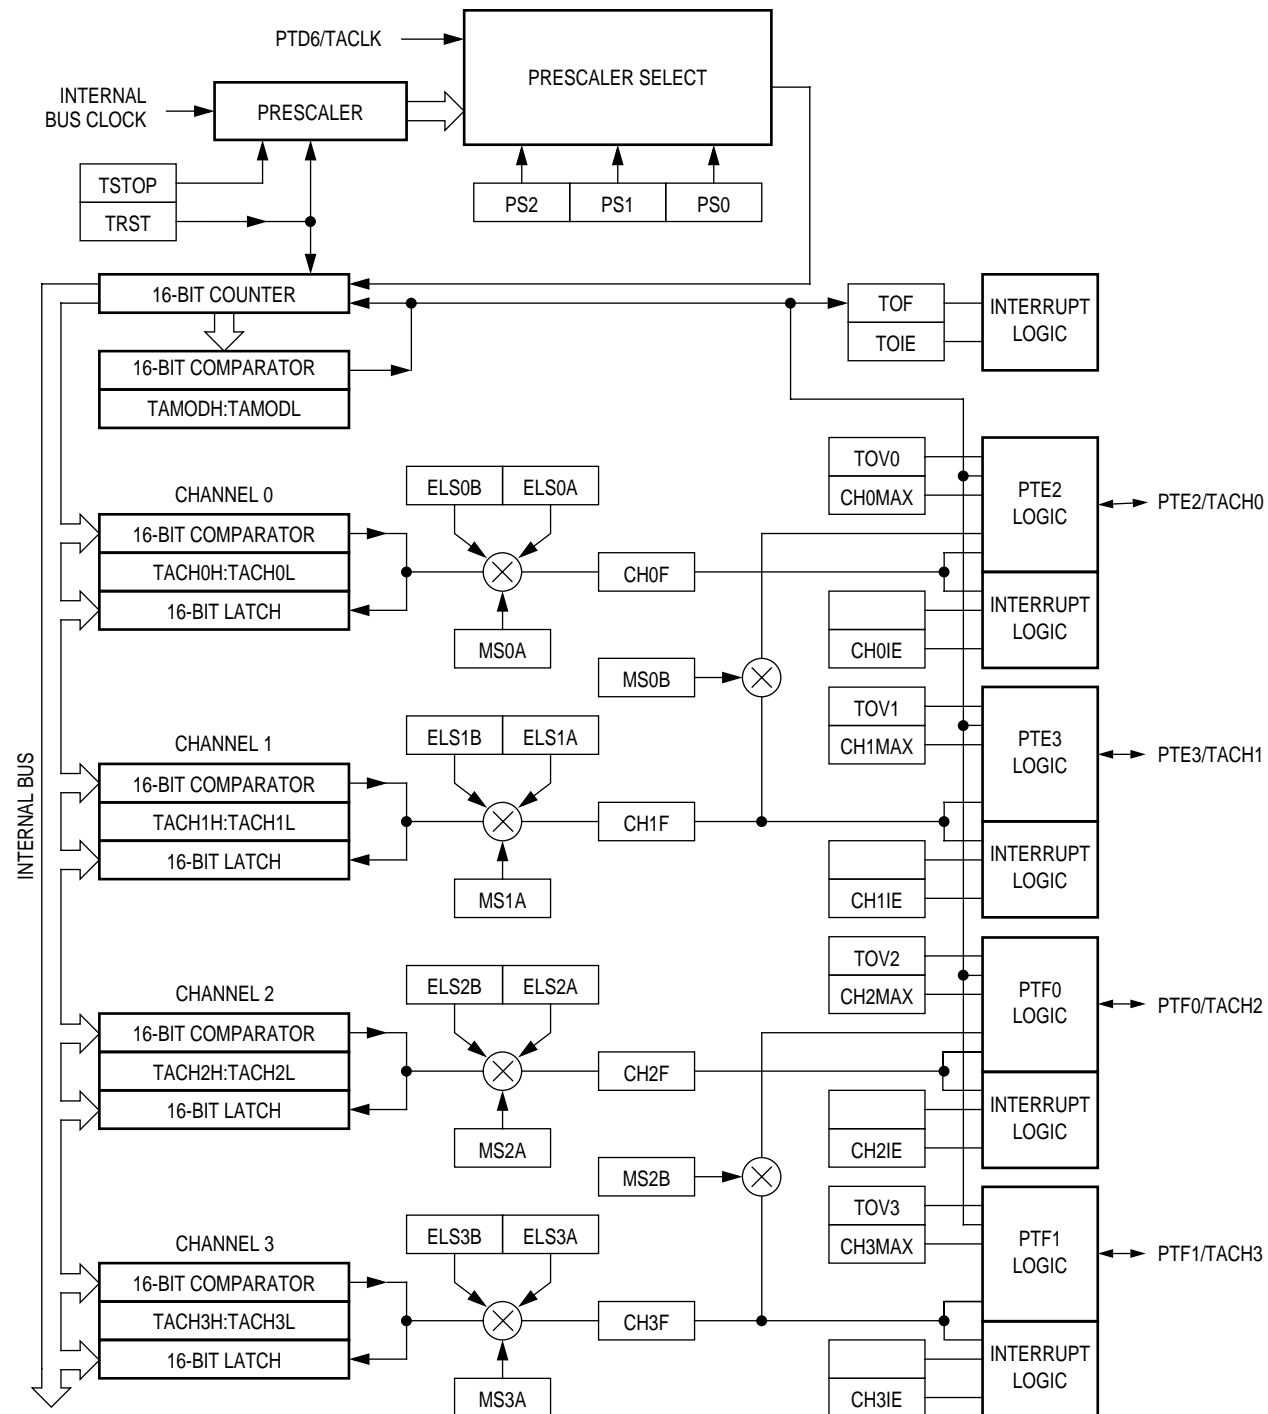 PTD6/TACLK
PRESCALER SELECT
INTERNAL
BUS CLOCK
PRESCALER
TSTOP
TRST
PS2 PS1 PS0
16-BIT COUNTER
16-BIT COMPARATOR
TAMODH:TAMODL
TOF
TOIE
INTERRUPT
LOGIC
INTERNAL BUS
CHANNEL 0
16-BIT COMPARATOR
TACH0H:TACH0L
16-BIT LATCH
ELS0B ELS0A
MS0A
CH0F
MS0B
TOV0
CH0MAX
PTE2
LOGIC
PTE2/TACH0
CH0IE
INTERRUPT
LOGIC
CHANNEL 1
16-BIT COMPARATOR
TACH1H:TACH1L
16-BIT LATCH
ELS1B ELS1A
MS1A
CH1F
TOV1
CH1MAX
PTE3
LOGIC
PTE3/TACH1
CH1IE
INTERRUPT
LOGIC
CHANNEL 2
16-BIT COMPARATOR
TACH2H:TACH2L
16-BIT LATCH
ELS2B ELS2A
MS2A
CH2F
MS2B
TOV2
CH2MAX
PTF0
LOGIC
PTF0/TACH2
CH2IE
INTERRUPT
LOGIC
CHANNEL 3
16-BIT COMPARATOR
TACH3H:TACH3L
16-BIT LATCH
ELS3B ELS3A
MS3A
CH3F
TOV3
CH3MAX
PTF1
LOGIC
PTF1/TACH3
CH3IE
INTERRUPT
LOGIC